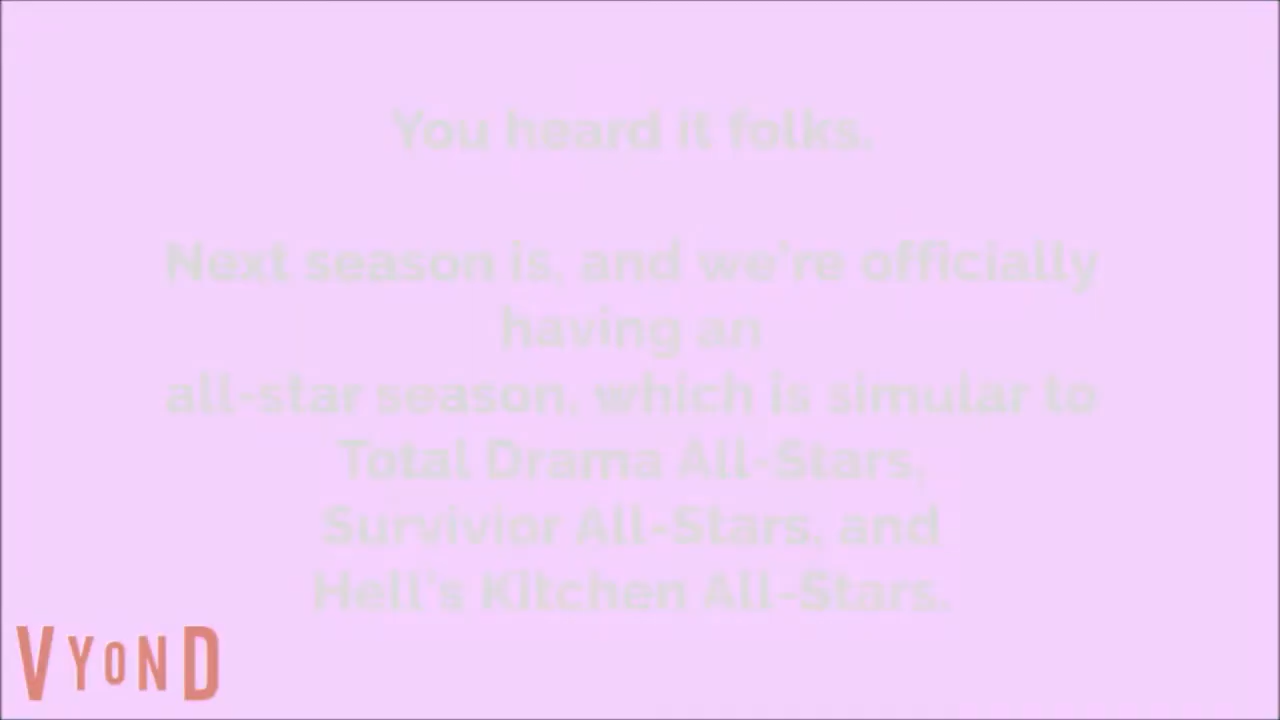 You heard it folks.
Next season is, and we're officially
having an
all-star season, which is simular to
Total Drama All-Stars,
Survivior All-Stars, and
Hell's Kitchen All-Stars.
VYOND